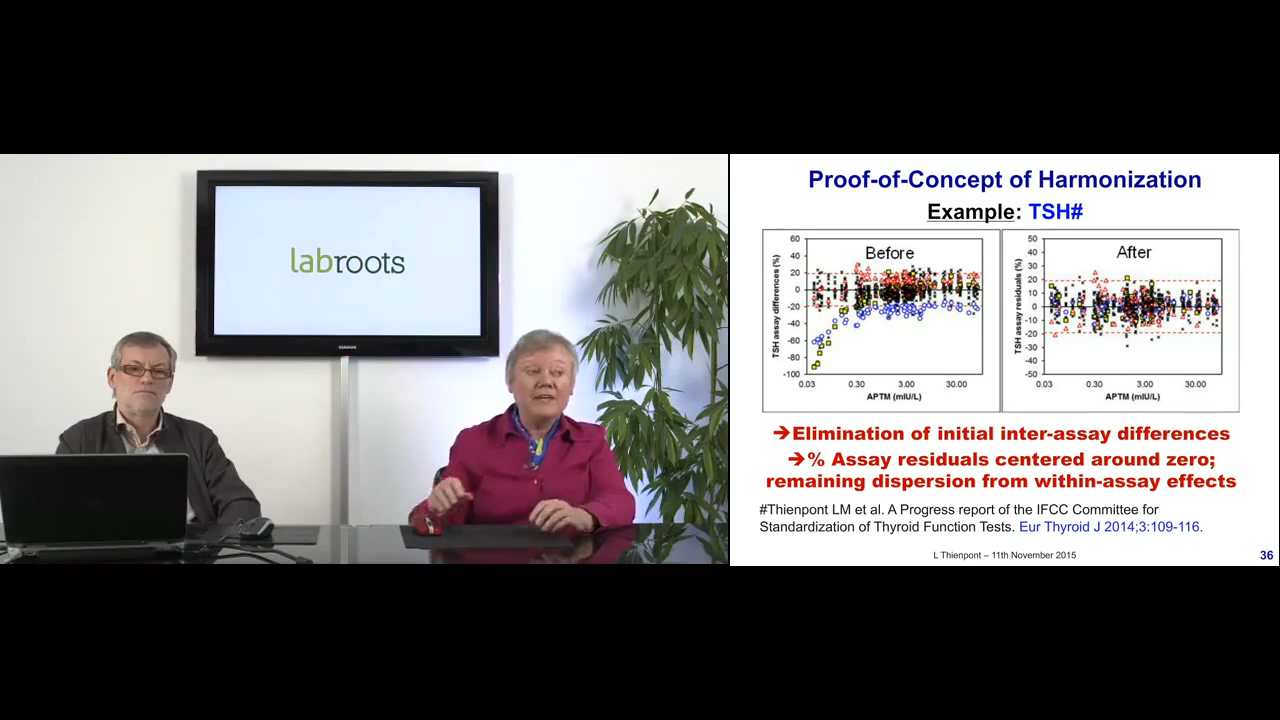 labroots
SAMSUNG
Proof-of-Concept of Harmonization
Example: TSH#
Before
60
40
20
0
-20
-40
-60
-80
-100
TSH assay differences (%)
0.03 0.30 3.00 30.00
APTM (mIU/L)
After
50
40
30
20
10
0
-10
-20
-30
-40
-50
TSH assay residuals (%)
0.03 0.30 3.00 30.00
APTM (mIU/L)
➔Elimination of initial inter-assay differences
➔% Assay residuals centered around zero;
remaining dispersion from within-assay effects
#Thienpont LM et al. A Progress report of the IFCC Committee for
Standardization of Thyroid Function Tests. Eur Thyroid J 2014;3:109-116.
L Thienpont – 11th November 2015
36